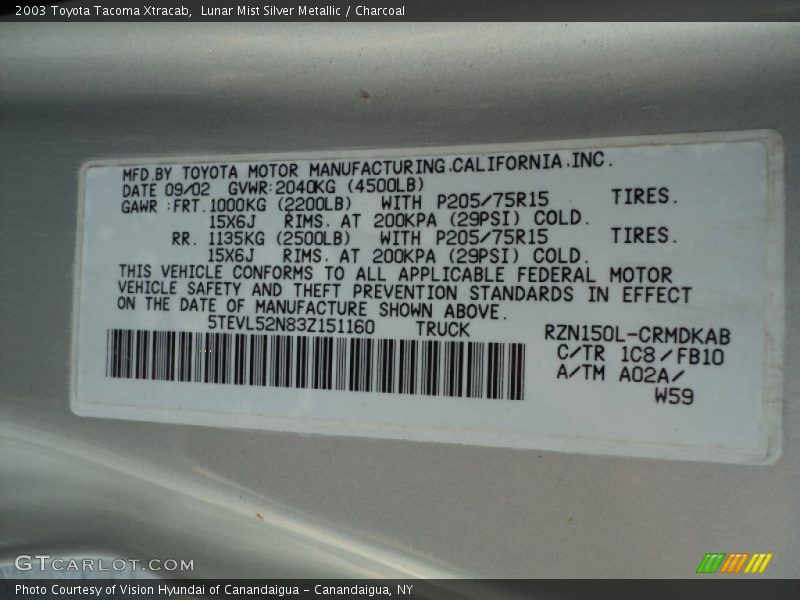 2003 Toyota Tacoma Xtracab,  Lunar Mist Silver Metallic / Charcoal
MFD.BY TOYOTA MOTOR MANUFACTURING.CALIFORNIA.INC.
DATE 09/02 GVWR:2040KG (4500LB)
GAWR :FRT.1000KG (2200LB) WITH P205/75R15 TIRES.
15X6J RIMS. AT 200KPA (29PSI) COLD.
RR. 1135KG (2500LB) WITH P205/75R15 TIRES.
15X6J RIMS. AT 200KPA (29PSI) COLD.
THIS VEHICLE CONFORMS TO ALL APPLICABLE FEDERAL MOTOR
VEHICLE SAFETY AND THEFT PREVENTION STANDARDS IN EFFECT
ON THE DATE OF MANUFACTURE SHOWN ABOVE.
5TEVL52N83Z151160 TRUCK
RZN150L-CRMDKAB
C/TR 1C8/FB10
A/TM A02A/
W59
GTCARLOT.COM
Photo Courtesy of Vision Hyundai of Canandaigua - Canandaigua, NY